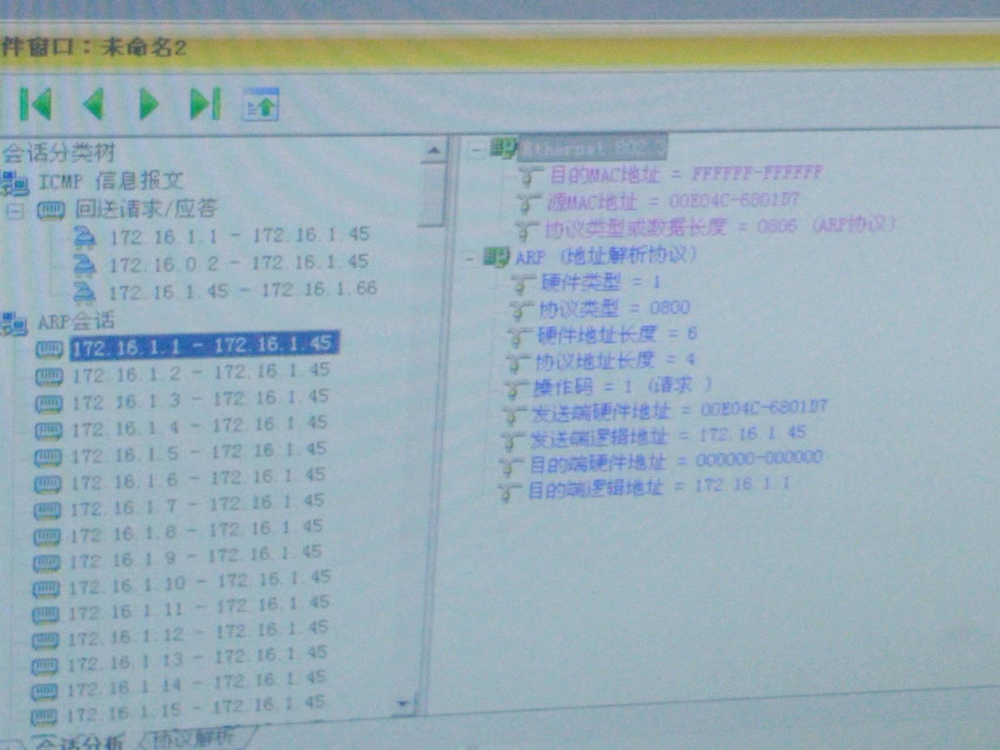 件窗口：未命名2
会话分类树
ICMP 信息报文
回送请求/应答
172.16.1.1 - 172.16.1.45
172.16.0.2 - 172.16.1.45
172.16.1.45 - 172.16.1.66
ARP会话
172.16.1.1 - 172.16.1.45
172.16.1.2 - 172.16.1.45
172.16.1.3 - 172.16.1.45
172.16.1.4 - 172.16.1.45
172.16.1.5 - 172.16.1.45
172.16.1.6 - 172.16.1.45
172.16.1.7 - 172.16.1.45
172.16.1.8 - 172.16.1.45
172.16.1.9 - 172.16.1.45
172.16.1.10 - 172.16.1.45
172.16.1.11 - 172.16.1.45
172.16.1.12 - 172.16.1.45
172.16.1.13 - 172.16.1.45
172.16.1.14 - 172.16.1.45
172.16.1.15 - 172.16.1.45
会话分析 协议解析
Ethernet 802.3
目的MAC地址 = FFFFFF-FFFFFF
源MAC地址 = 00E04C-6801D7
协议类型或数据长度 = 0806 (ARP协议)
ARP (地址解析协议)
硬件类型 = 1
协议类型 = 0800
硬件地址长度 = 6
协议地址长度 = 4
操作码 = 1 (请求 )
发送端硬件地址 = 00E04C-6801D7
发送端逻辑地址 = 172.16.1.45
目的端硬件地址 = 000000-000000
目的端逻辑地址 = 172.16.1.1